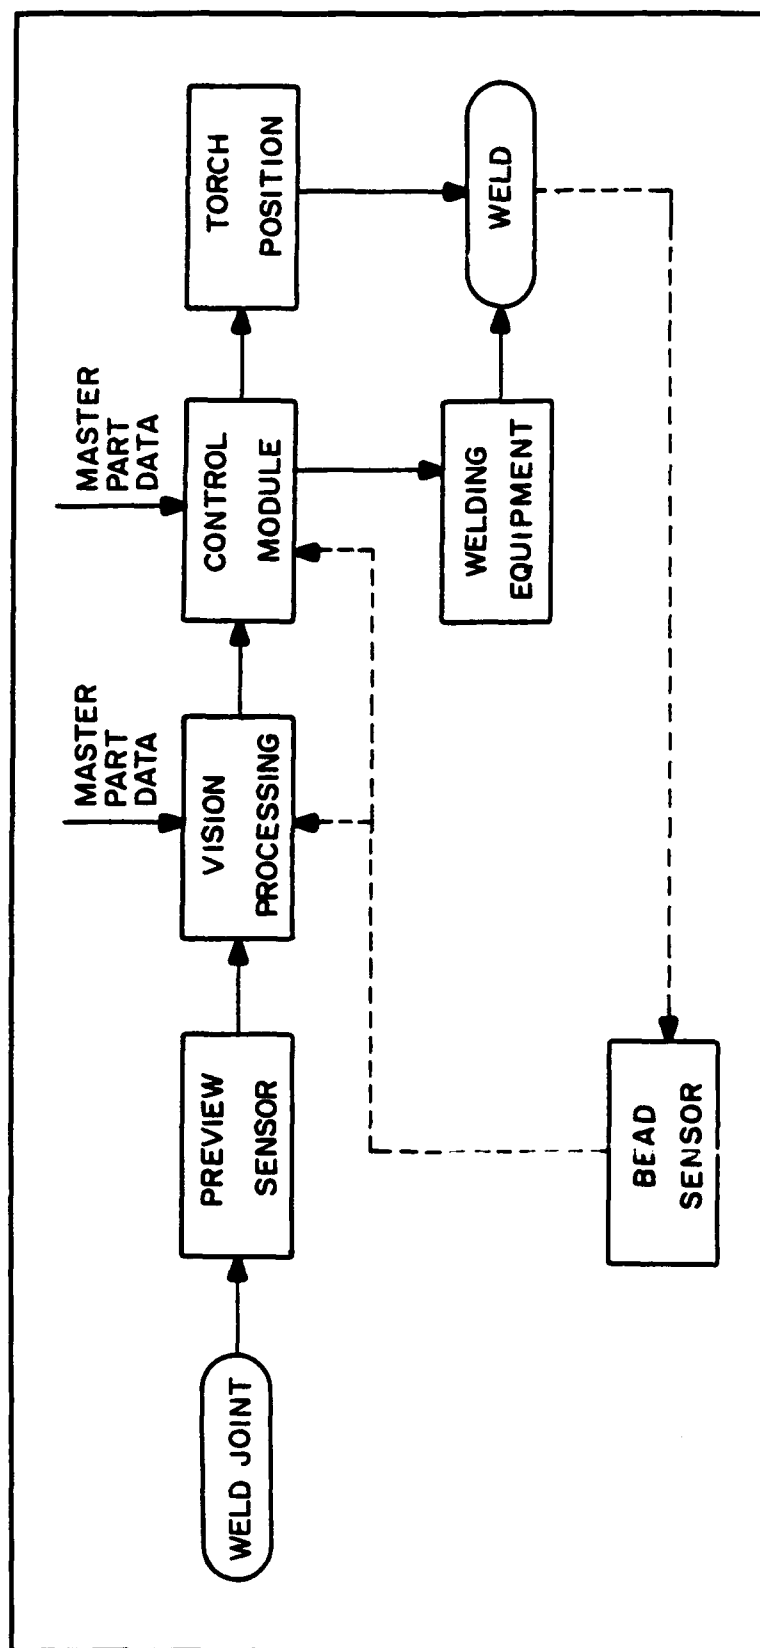 WELD JOINT
PREVIEW
SENSOR
MASTER
PART
DATA
VISION
PROCESSING
MASTER
PART
DATA
CONTROL
MODULE
TORCH
POSITION
WELDING
EQUIPMENT
WELD
BEAD
SENSOR